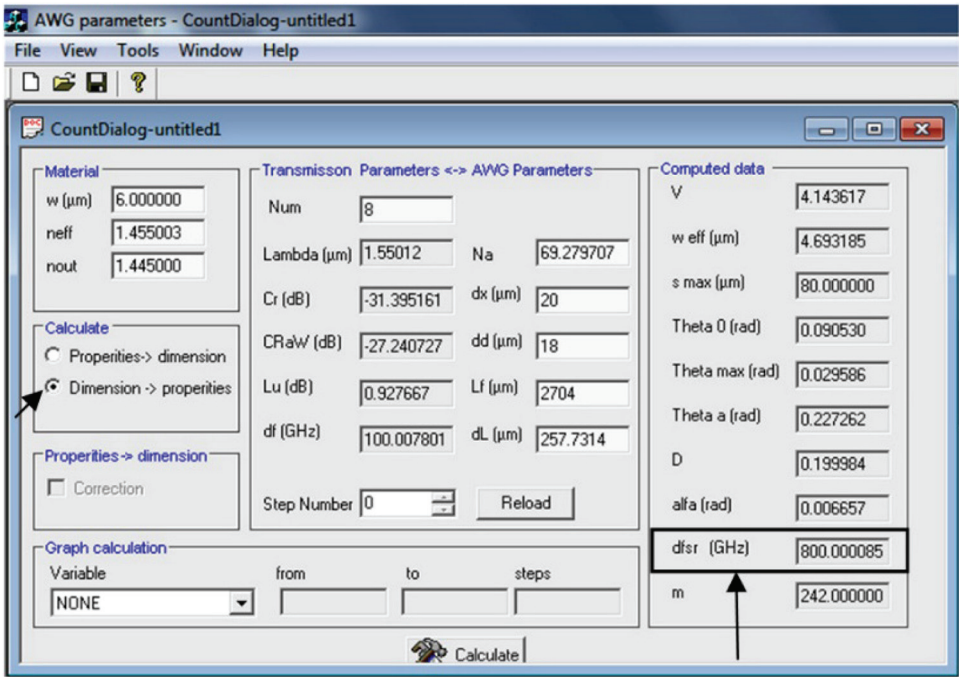 AWG parameters - CountDialog-untitled1
File View Tools Window Help
CountDialog-untitled1
Material
w (µm) 6.000000
neff 1.455003
nout 1.445000
Calculate
Properities-> dimension
Dimension -> properities
Properities-> dimension
Correction
Transmisson Parameters <-> AWG Parameters
Num 8
Lambda (µm) 1.55012 Na 69.279707
Cr (dB) -31.395161 dx (µm) 20
CRaW (dB) -27.240727 dd (µm) 18
Lu (dB) 0.927667 Lf (µm) 2704
df (GHz) 100.007801 dL (µm) 257.7314
Step Number 0 Reload
Computed data
V 4.143617
w eff (µm) 4.693185
s max (µm) 80.000000
Theta 0 (rad) 0.090530
Theta max (rad) 0.029586
Theta a (rad) 0.227262
D 0.199984
alfa (rad) 0.006657
dfsr (GHz) 800.000085
m 242.000000
Graph calculation
Variable from to steps
NONE
Calculate